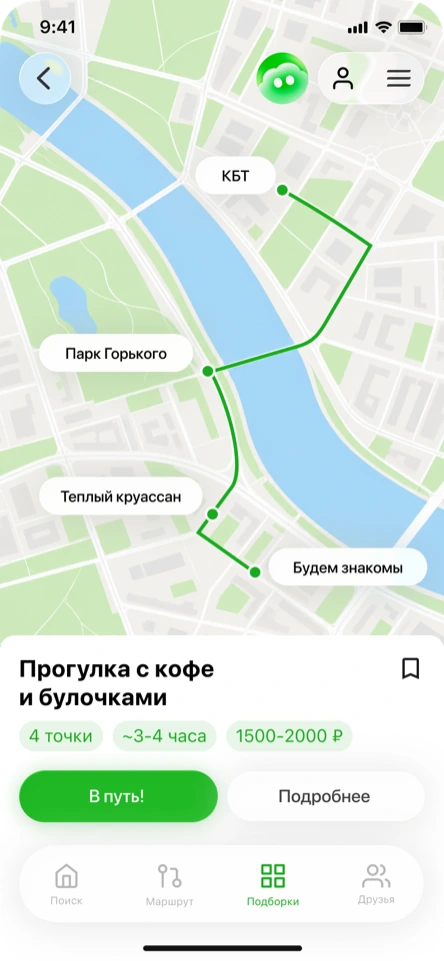 9:41
КБТ
Парк Горького
Теплый круассан
Будем знакомы
Прогулка с кофе
и булочками
4 точки
~3-4 часа
1500-2000 ₽
В путь!
Подробнее
Поиск
Маршрут
Подборки
Друзья